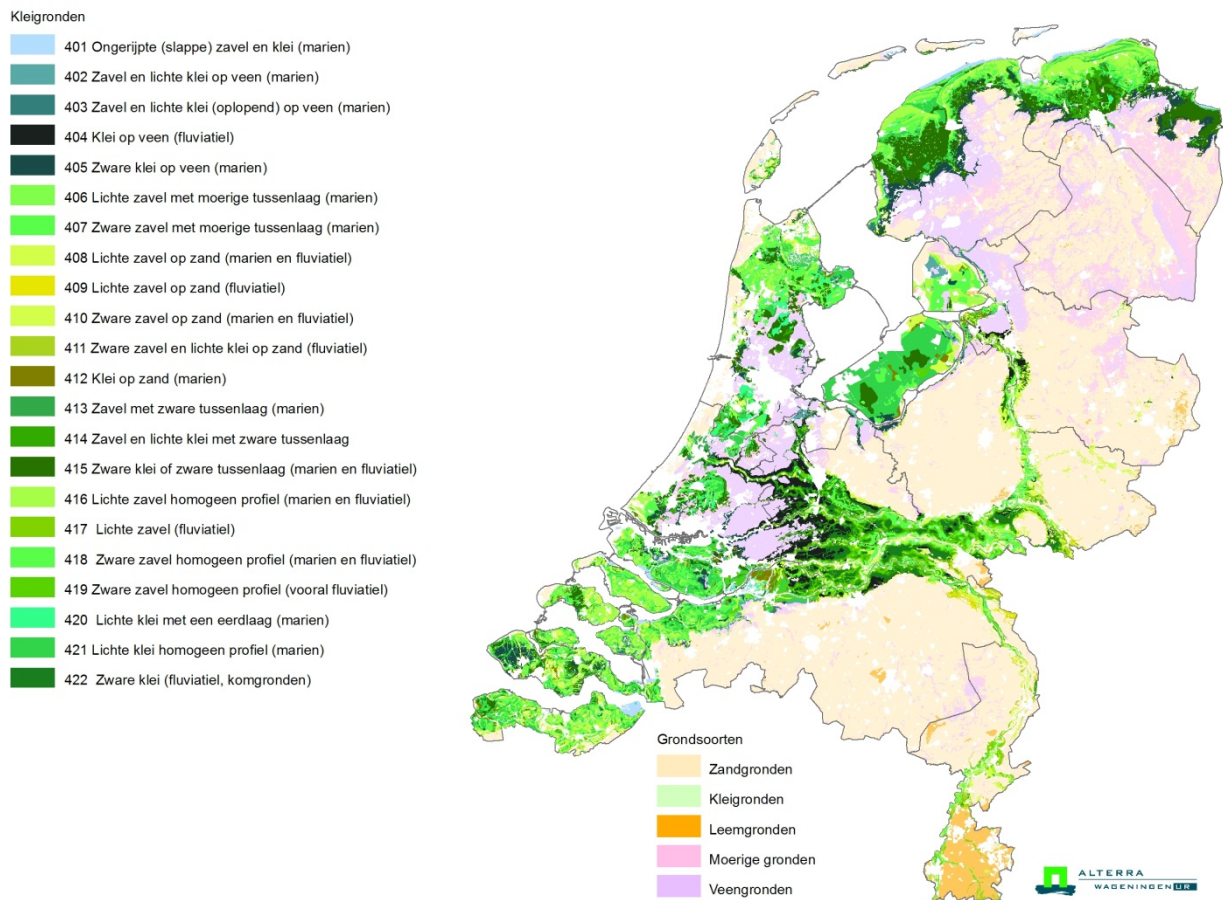 Kleigronden
401 Ongerijpte (slappe) zavel en klei (marien)
402 Zavel en lichte klei op veen (marien)
403 Zavel en lichte klei (oplopend) op veen (marien)
404 Klei op veen (fluviatiel)
405 Zware klei op veen (marien)
406 Lichte zavel met moerige tussenlaag (marien)
407 Zware zavel met moerige tussenlaag (marien)
408 Lichte zavel op zand (marien en fluviatiel)
409 Lichte zavel op zand (fluviatiel)
410 Zware zavel op zand (marien en fluviatiel)
411 Zware zavel en lichte klei op zand (fluviatiel)
412 Klei op zand (marien)
413 Zavel met zware tussenlaag (marien)
414 Zavel en lichte klei met zware tussenlaag
415 Zware klei of zware tussenlaag (marien en fluviatiel)
416 Lichte zavel homogeen profiel (marien en fluviatiel)
417 Lichte zavel (fluviatiel)
418 Zware zavel homogeen profiel (marien en fluviatiel)
419 Zware zavel homogeen profiel (vooral fluviatiel)
420 Lichte klei met een eerdlaag (marien)
421 Lichte klei homogeen profiel (marien)
422 Zware klei (fluviatiel, komgronden)
Grondsoorten
Zandgronden
Kleigronden
Leemgronden
Moerige gronden
Veengronden
ALTERRA
WAGENINGEN UR